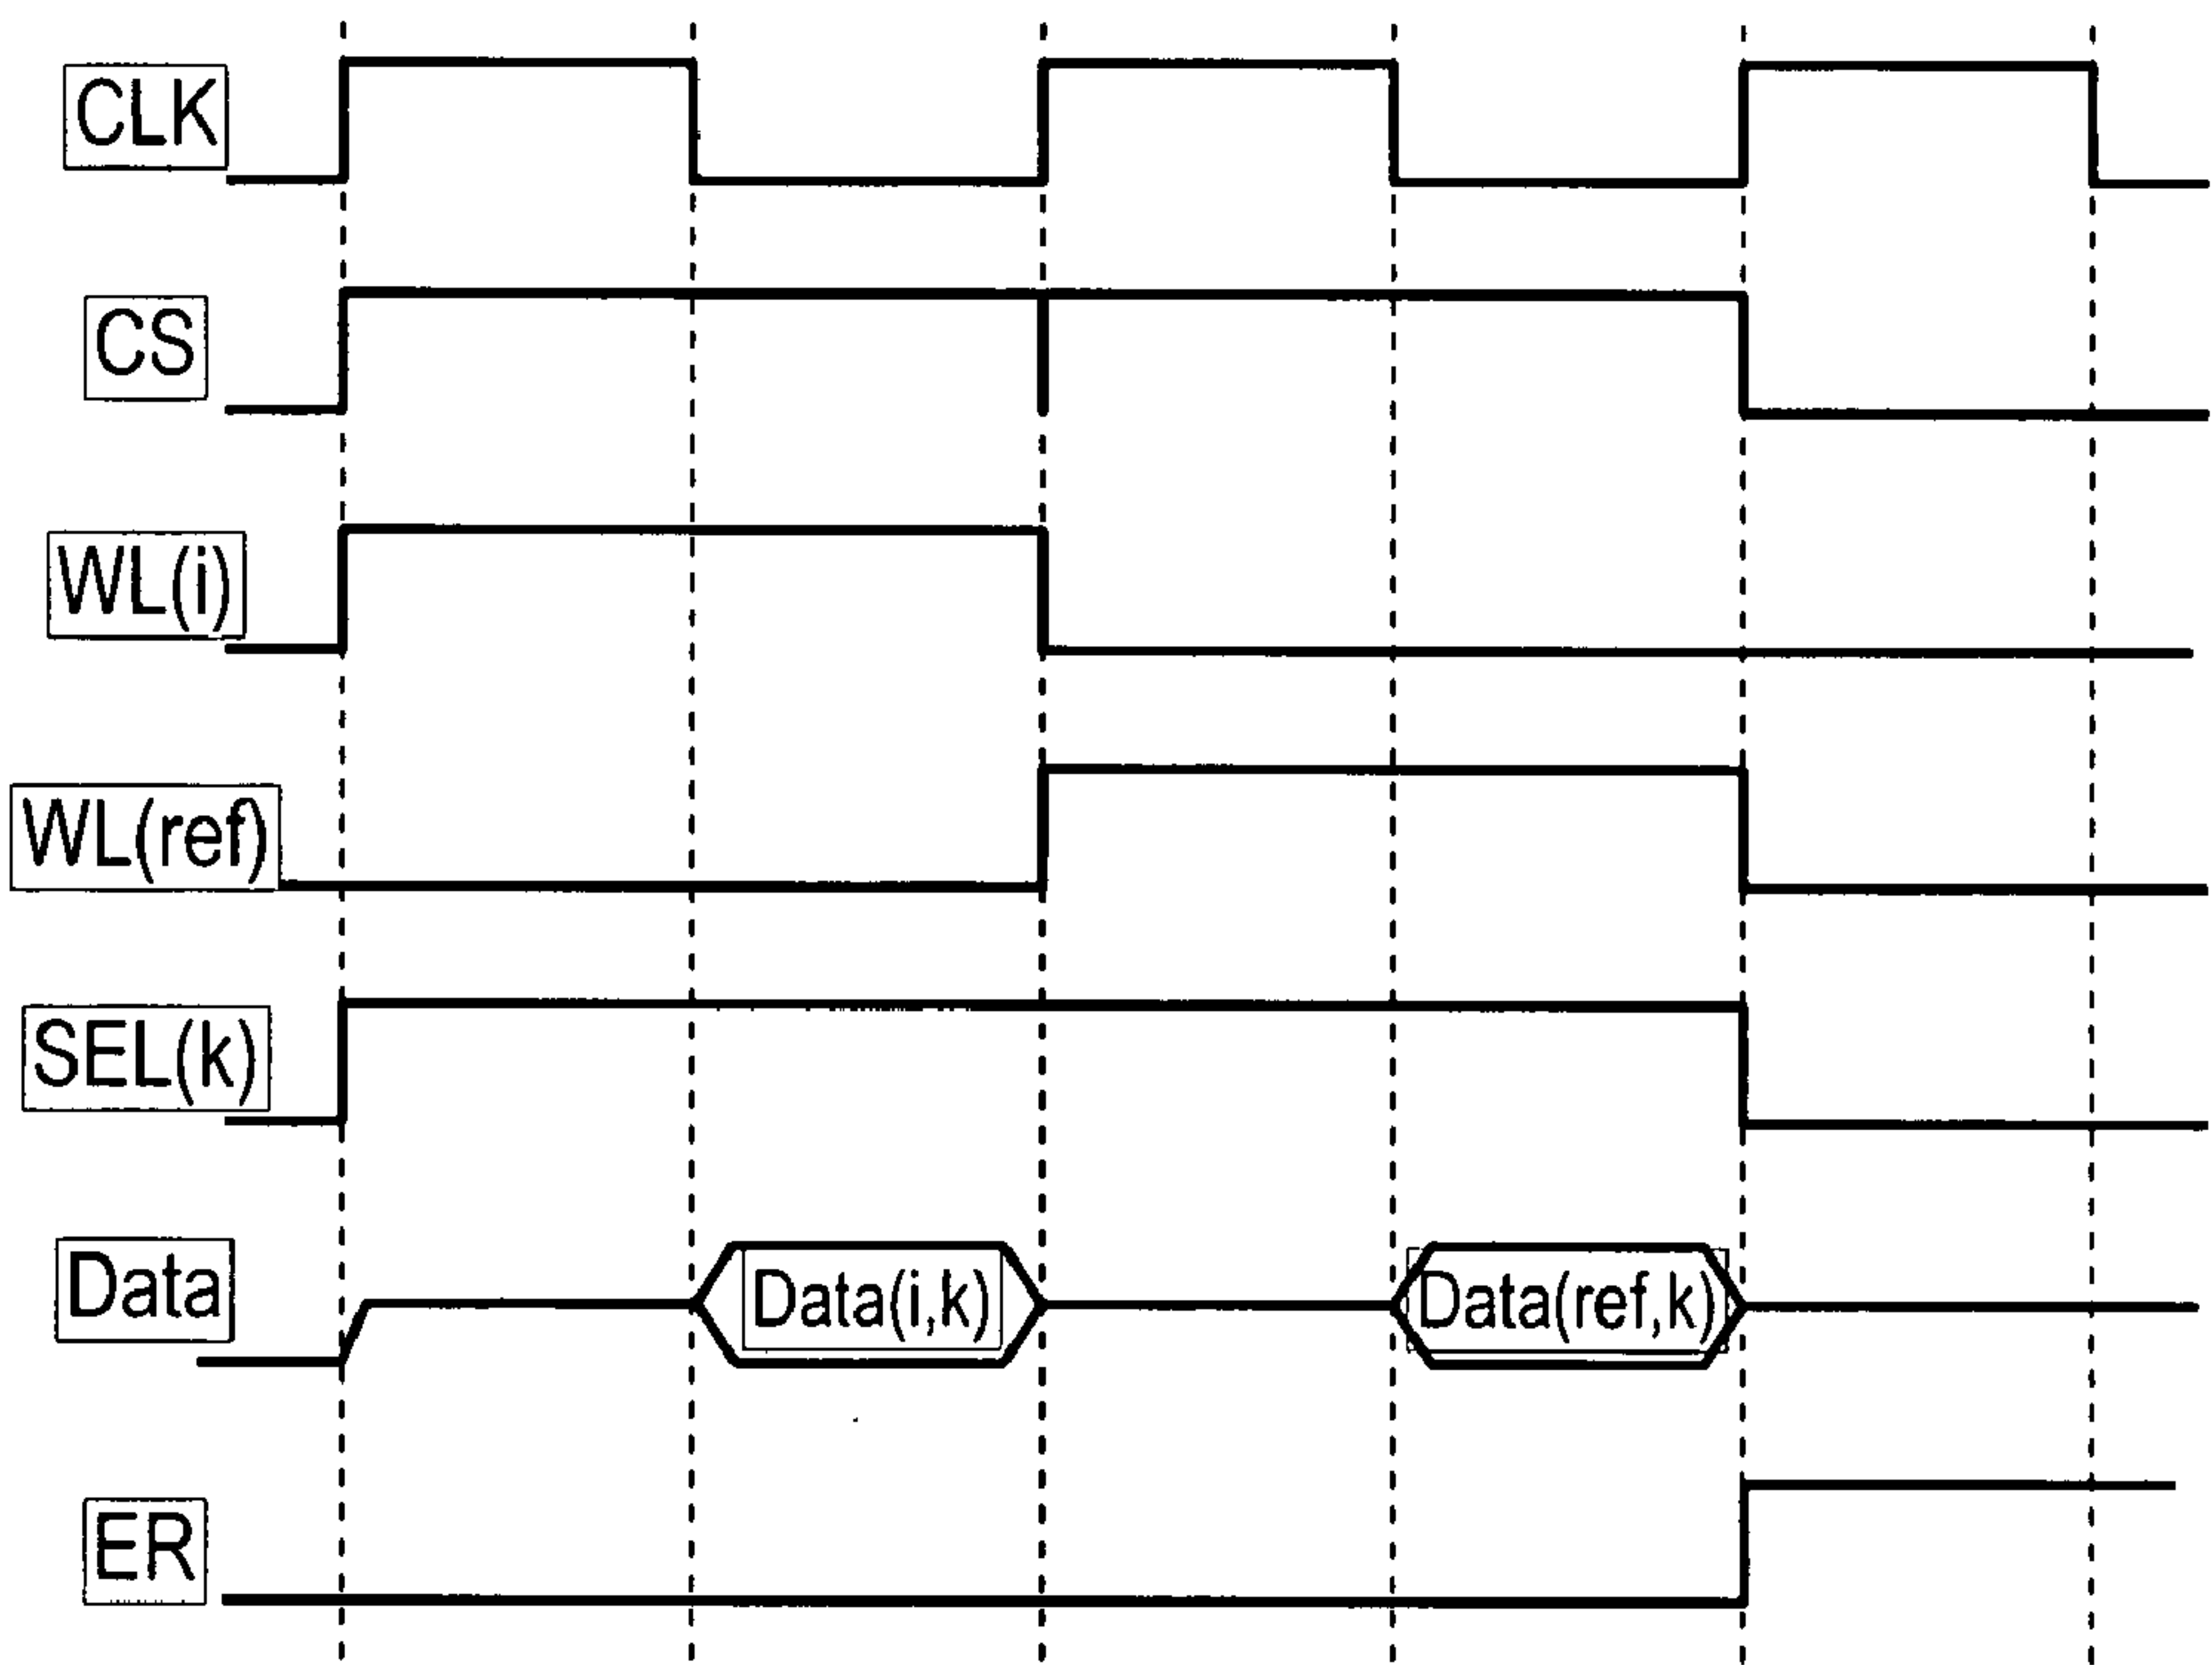 CLK
CS
WL(i)
WL(ref)
SEL(k)
Data
Data(i,k)
Data(ref,k)
ER